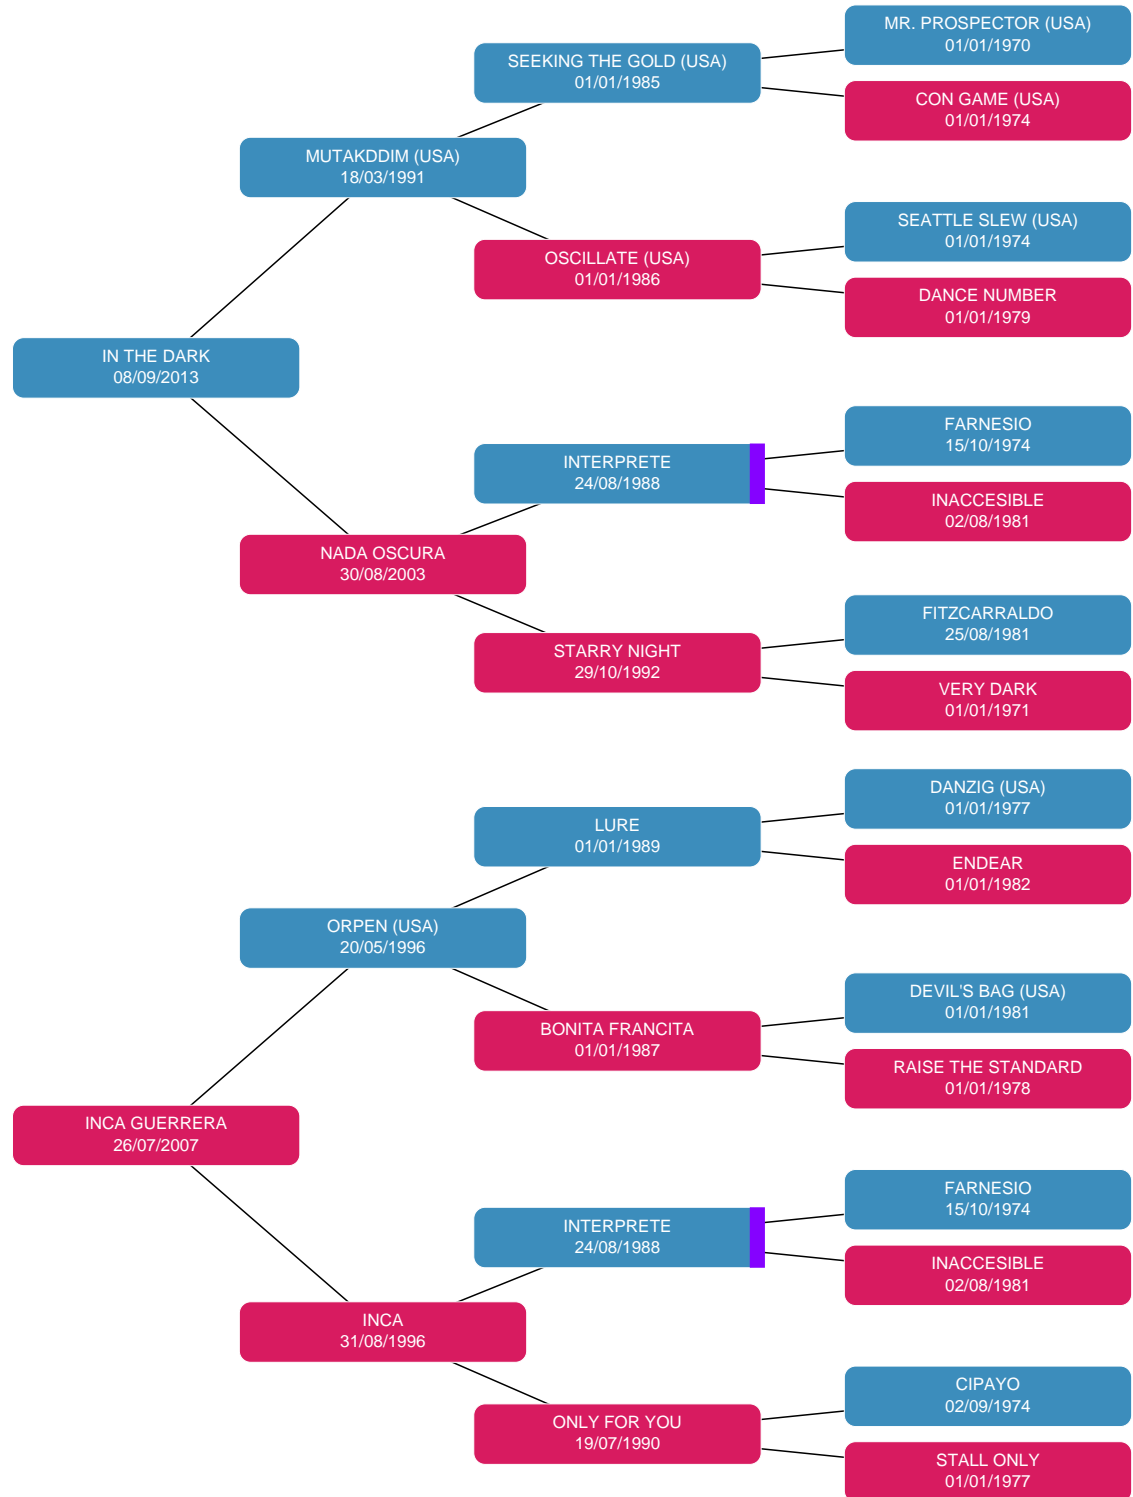 MR. PROSPECTOR (USA)
01/01/1970
SEEKING THE GOLD (USA)
01/01/1985
CON GAME (USA)
01/01/1974
MUTAKDDIM (USA)
18/03/1991
SEATTLE SLEW (USA)
01/01/1974
OSCILLATE (USA)
01/01/1986
DANCE NUMBER
01/01/1979
IN THE DARK
08/09/2013
FARNESIO
15/10/1974
INTERPRETE
24/08/1988
INACCESIBLE
02/08/1981
NADA OSCURA
30/08/2003
FITZCARRALDO
25/08/1981
STARRY NIGHT
29/10/1992
VERY DARK
01/01/1971
DANZIG (USA)
01/01/1977
LURE
01/01/1989
ENDEAR
01/01/1982
ORPEN (USA)
20/05/1996
DEVIL'S BAG (USA)
01/01/1981
BONITA FRANCITA
01/01/1987
RAISE THE STANDARD
01/01/1978
INCA GUERRERA
26/07/2007
FARNESIO
15/10/1974
INTERPRETE
24/08/1988
INACCESIBLE
02/08/1981
INCA
31/08/1996
CIPAYO
02/09/1974
ONLY FOR YOU
19/07/1990
STALL ONLY
01/01/1977